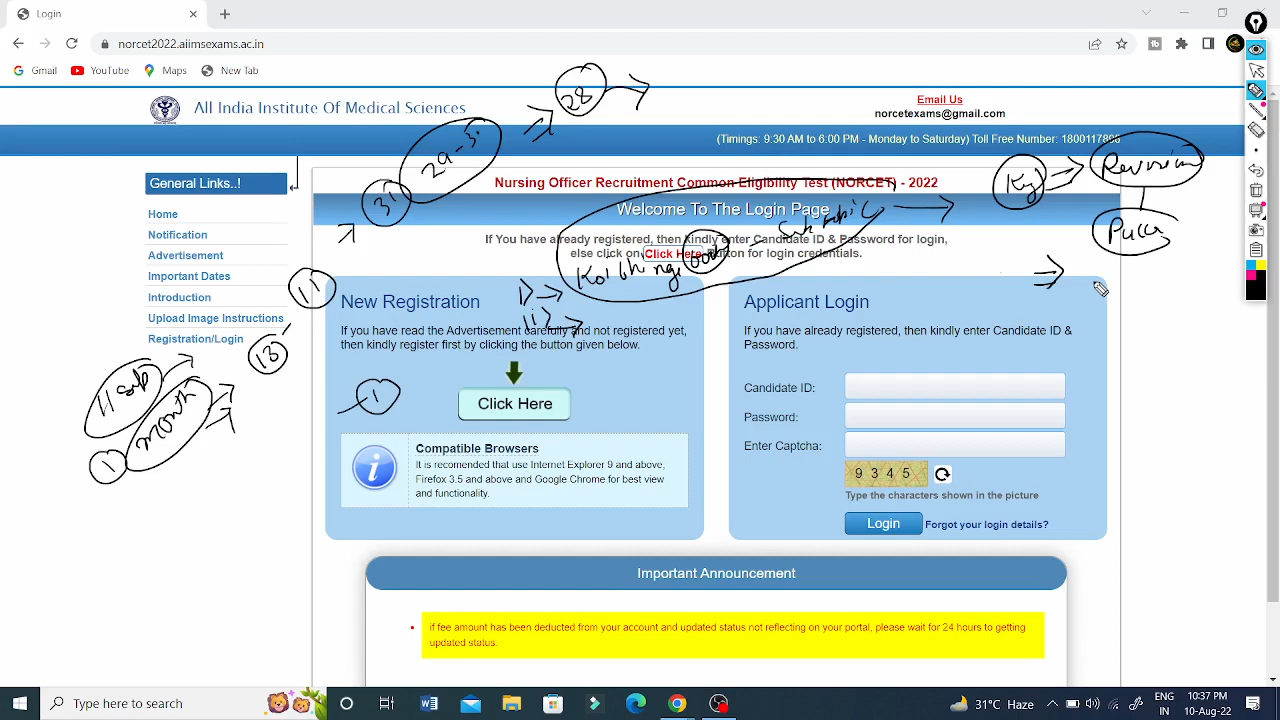 Login
norcet2022.aiimsexams.ac.in
Gmail
YouTube
Maps
New Tab
All India Institute Of Medical Sciences
Email Us
norcetexams@gmail.com
(Timings: 9:30 AM to 6:00 PM - Monday to Saturday) Toll Free Number: 1800117898
28
29-5
31
Revision
General Links..!
Home
Notification
Advertisement
Important Dates
Introduction
Upload Image Instructions
Registration/Login
Nursing Officer Recruitment Common Eligibility Test (NORCET) - 2022
Welcome To The Login Page
If You have already registered, then kindly enter Candidate ID & Password for login,
else click on Click Here Button for login credentials.
11
13
11 sep
1 month
New Registration
If you have read the Advertisement carefully and not registered yet,
then kindly register first by clicking the button given below.
Click Here
1
Compatible Browsers
It is recomended that use Internet Explorer 9 and above,
Firefox 3.5 and above and Google Chrome for best view
and functionality.
Applicant Login
If you have already registered, then kindly enter Candidate ID &
Password.
Candidate ID:
Password:
Enter Captcha:
9 3 4 5
Type the characters shown in the picture
Login
Forgot your login details?
Important Announcement
if fee amount has been deducted from your account and updated status not reflecting on your portal, please wait for 24 hours to getting
updated status.
Type here to search
31°C Haze
ENG
IN
10:37 PM
10-Aug-22